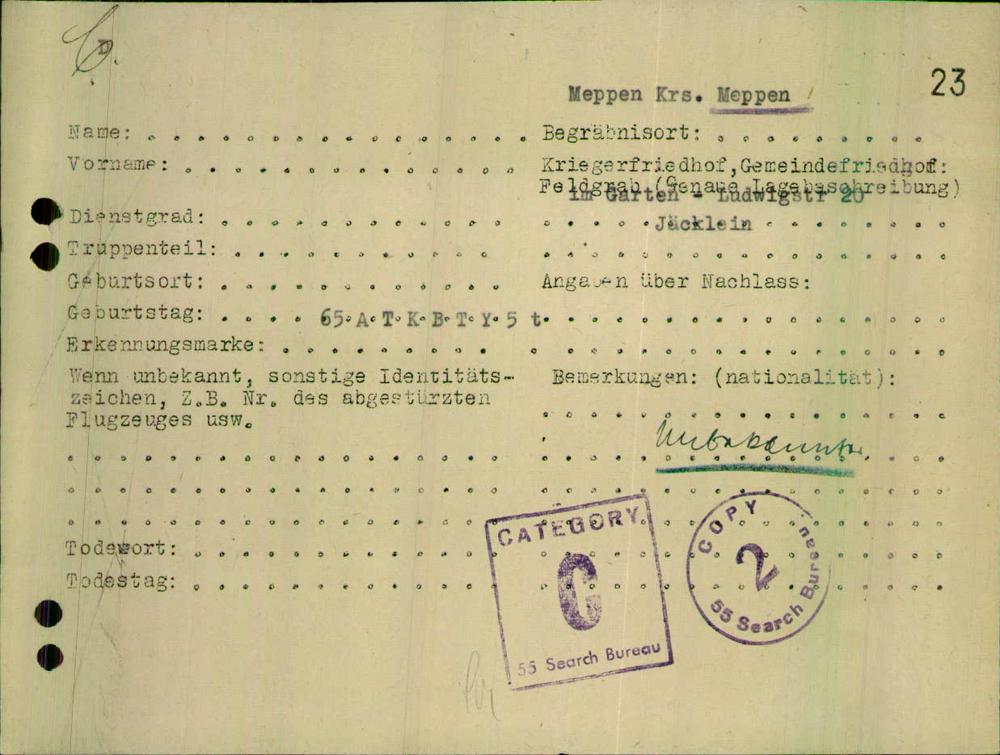 23
Meppen Krs. Meppen
Name: . . . . . . . . . . . . . . . . Begräbnisort: . . . . . . . . .
Vorname: . . . . . . . . . . . . . . Kriegerfriedhof,Gemeindefriedhof:
Feldgrab (Genaue Lagebeschreibung)
im Garten - Ludwigstr 20
Dienstgrad: . . . . . . . . . . . . Jäcklein . . . . . .
Truppenteil: . . . . . . . . . . .
Geburtsort: . . . . . . . . . . . . Angaben über Nachlass:
Geburtstag: . . . . 65.A.T.K.B.T.Y.5 t. . . . . . . . . . . .
Erkennungsmarke: . . . . . . . . .
Wenn unbekannt, sonstige Identitäts- Bemerkungen: (nationalität):
zeichen, Z.B. Nr. des abgestürzten
Flugzeuges usw.
Unbekannter
Todesort: . . . . . . . . . . . .
Todestag: . . . . . . . . . . . .
CATEGORY
C
55 Search Bureau
COPY
2
55 Search Bureau